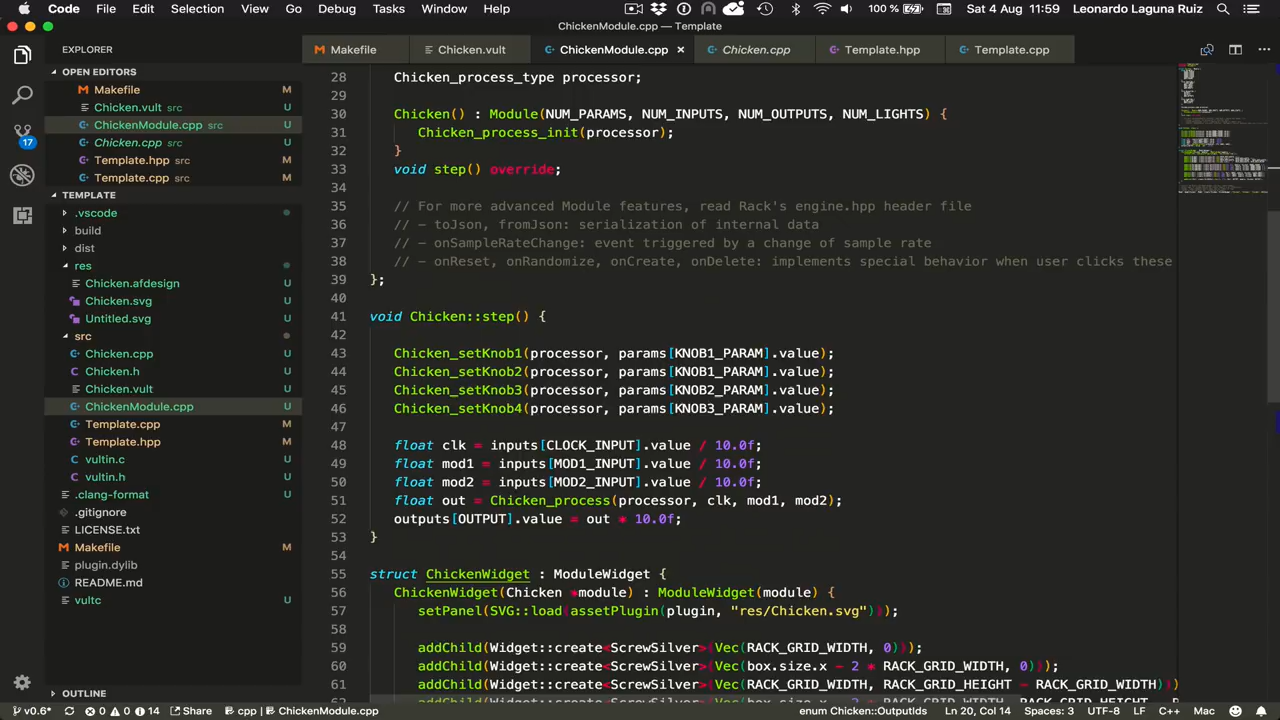 Code File Edit Selection View Go Debug Tasks Window Help 100 % Sat 4 Aug 11:59 Leonardo Laguna Ruiz
ChickenModule.cpp — Template
EXPLORER
Makefile
Chicken.vult
ChickenModule.cpp ×
Chicken.cpp
Template.hpp
Template.cpp
OPEN EDITORS
Makefile M
Chicken.vult src U
ChickenModule.cpp src U
Chicken.cpp src U
Template.hpp src M
Template.cpp src M
17
TEMPLATE
.vscode
build
dist
res
Chicken.afdesign U
Chicken.svg U
Untitled.svg U
src
Chicken.cpp U
Chicken.h U
Chicken.vult U
ChickenModule.cpp U
Template.cpp M
Template.hpp M
vultin.c U
vultin.h U
.clang-format U
.gitignore
LICENSE.txt
Makefile M
plugin.dylib
README.md
vultc U
OUTLINE
28 Chicken_process_type processor;
29
30 Chicken() : Module(NUM_PARAMS, NUM_INPUTS, NUM_OUTPUTS, NUM_LIGHTS) {
31 Chicken_process_init(processor);
32 }
33 void step() override;
34
35 // For more advanced Module features, read Rack's engine.hpp header file
36 // - toJson, fromJson: serialization of internal data
37 // - onSampleRateChange: event triggered by a change of sample rate
38 // - onReset, onRandomize, onCreate, onDelete: implements special behavior when user clicks these
39 };
40
41 void Chicken::step() {
42
43 Chicken_setKnob1(processor, params[KNOB1_PARAM].value);
44 Chicken_setKnob2(processor, params[KNOB1_PARAM].value);
45 Chicken_setKnob3(processor, params[KNOB2_PARAM].value);
46 Chicken_setKnob4(processor, params[KNOB3_PARAM].value);
47
48 float clk = inputs[CLOCK_INPUT].value / 10.0f;
49 float mod1 = inputs[MOD1_INPUT].value / 10.0f;
50 float mod2 = inputs[MOD2_INPUT].value / 10.0f;
51 float out = Chicken_process(processor, clk, mod1, mod2);
52 outputs[OUTPUT].value = out * 10.0f;
53 }
54
55 struct ChickenWidget : ModuleWidget {
56 ChickenWidget(Chicken *module) : ModuleWidget(module) {
57 setPanel(SVG::load(assetPlugin(plugin, "res/Chicken.svg")));
58
59 addChild(Widget::create<ScrewSilver>(Vec(RACK_GRID_WIDTH, 0)));
60 addChild(Widget::create<ScrewSilver>(Vec(box.size.x - 2 * RACK_GRID_WIDTH, 0)));
61 addChild(Widget::create<ScrewSilver>(Vec(RACK_GRID_WIDTH, RACK_GRID_HEIGHT - RACK_GRID_WIDTH))
v0.6* 0 0 14 Share cpp | ChickenModule.cpp enum Chicken::OutputIds Ln 20, Col 14 Spaces: 3 UTF-8 LF C++ Mac